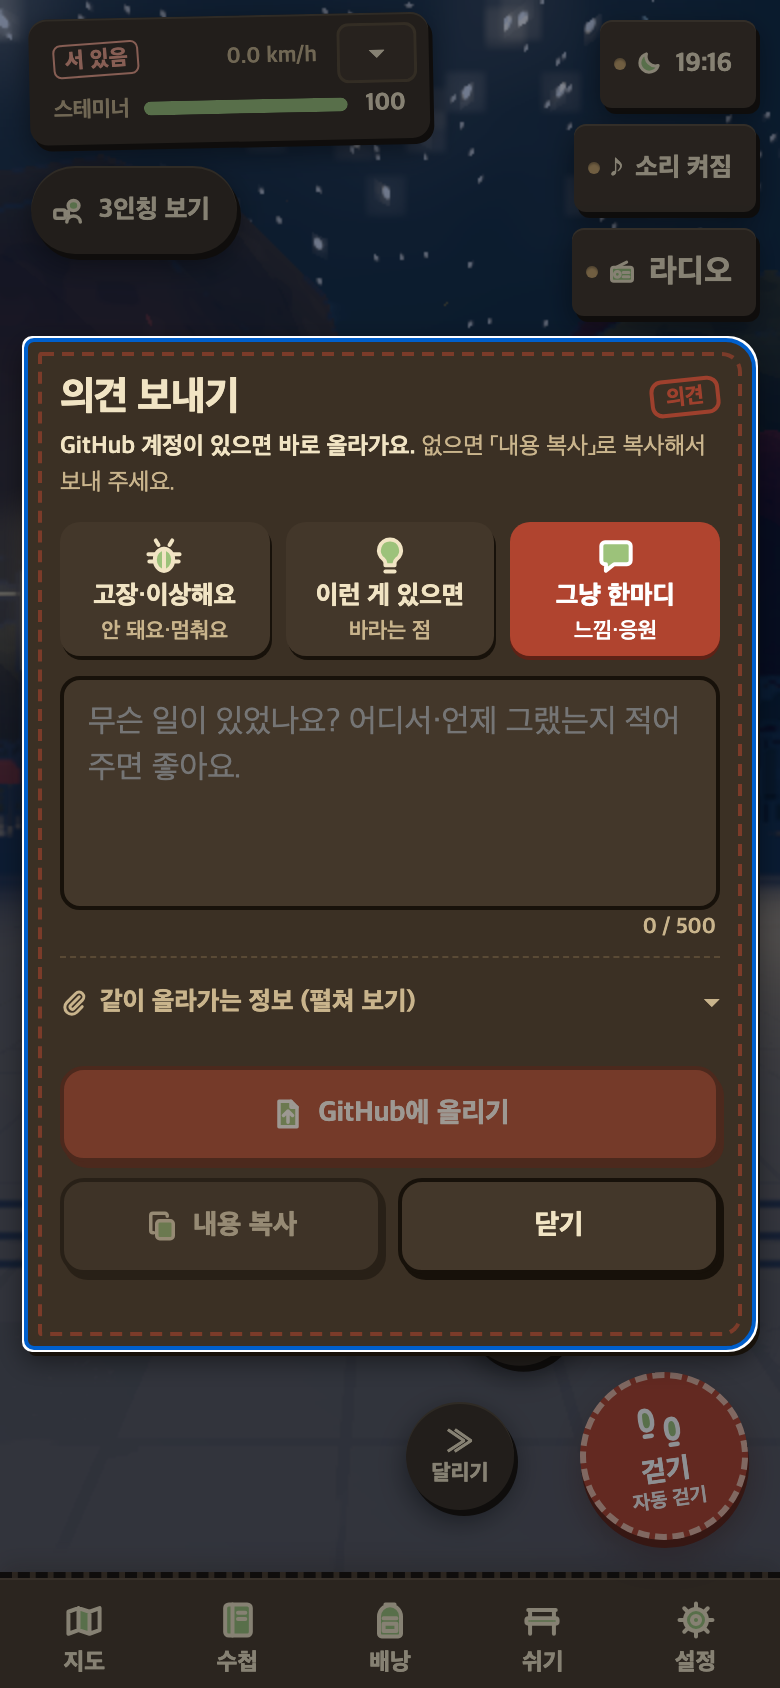 서 있음
0.0 km/h
스테미너
100
19:16
소리 켜짐
3인칭 보기
라디오
의견 보내기
의견
GitHub 계정이 있으면 바로 올라가요. 없으면 「내용 복사」로 복사해서
보내 주세요.
고장·이상해요
안 돼요·멈춰요
이런 게 있으면
바라는 점
그냥 한마디
느낌·응원
무슨 일이 있었나요? 어디서·언제 그랬는지 적어
주면 좋아요.
0 / 500
같이 올라가는 정보 (펼쳐 보기)
GitHub에 올리기
내용 복사
닫기
달리기
걷기
자동 걷기
지도
수첩
배낭
쉬기
설정